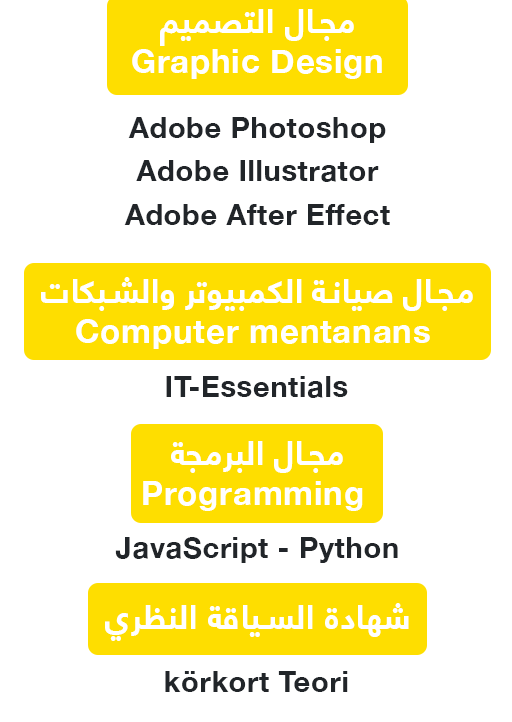 مجال التصميم
Graphic Design
Adobe Photoshop
Adobe Illustrator
Adobe After Effect
مجال صيانة الكمبيوتر والشبكات
Computer mentanans
IT-Essentials
مجال البرمجة
Programming
JavaScript - Python
شهادة السياقة النظري
körkort Teori